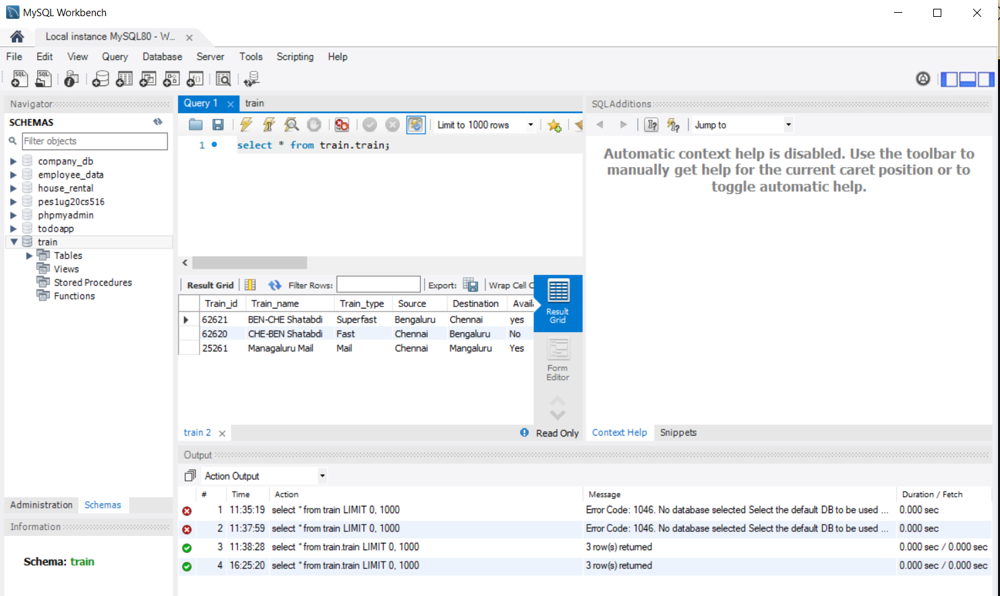 MySQL Workbench
Local instance MySQL80 - W...
File Edit View Query Database Server Tools Scripting Help
Navigator
SCHEMAS
Filter objects
company_db
employee_data
house_rental
pes1ug20cs516
phpmyadmin
todoapp
train
Tables
Views
Stored Procedures
Functions
Administration Schemas
Information
Schema: train
Query 1 train
Limit to 1000 rows
1 select * from train.train;
Result Grid Filter Rows: Export: Wrap Cell C
Train_id Train_name Train_type Source Destination Avail
62621 BEN-CHE Shatabdi Superfast Bengaluru Chennai yes
62620 CHE-BEN Shatabdi Fast Chennai Bengaluru No
25261 Managaluru Mail Mail Chennai Mangaluru Yes
Result
Grid
Form
Editor
train 2 Read Only
SQLAdditions
Jump to
Automatic context help is disabled. Use the toolbar to
manually get help for the current caret position or to
toggle automatic help.
Context Help Snippets
Output
Action Output
# Time Action Message Duration / Fetch
1 11:35:19 select * from train LIMIT 0, 1000 Error Code: 1046. No database selected Select the default DB to be used ... 0.000 sec
2 11:37:59 select * from train LIMIT 0, 1000 Error Code: 1046. No database selected Select the default DB to be used ... 0.000 sec
3 11:38:28 select * from train.train LIMIT 0, 1000 3 row(s) returned 0.000 sec / 0.000 sec
4 16:25:20 select * from train.train LIMIT 0, 1000 3 row(s) returned 0.000 sec / 0.000 sec